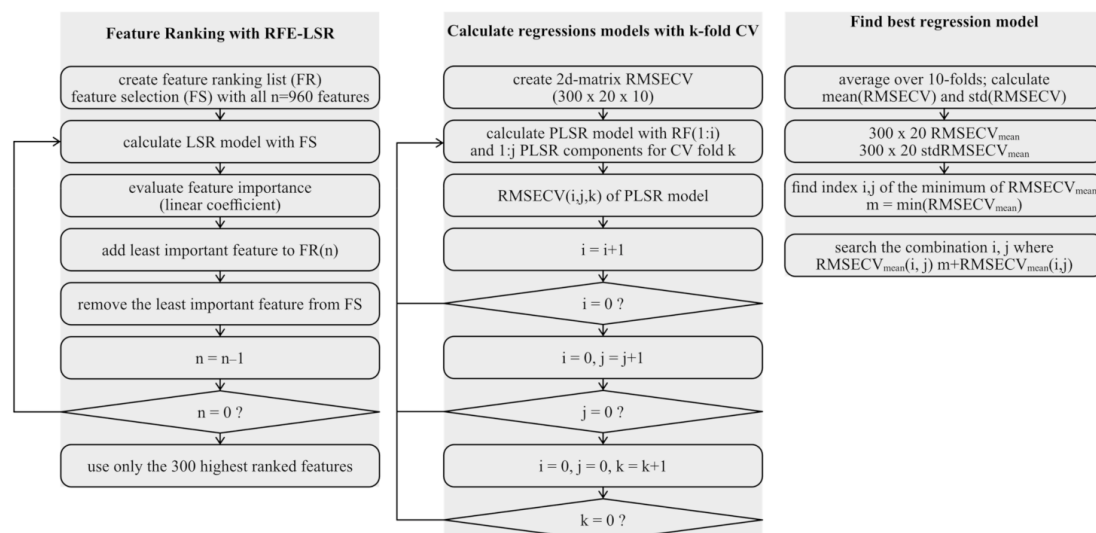 Feature Ranking with RFE-LSR
create feature ranking list (FR)
feature selection (FS) with all n=960 features
calculate LSR model with FS
evaluate feature importance
(linear coefficient)
add least important feature to FR(n)
remove the least important feature from FS
n = n–1
n = 0 ?
use only the 300 highest ranked features
Calculate regressions models with k-fold CV
create 2d-matrix RMSECV
(300 x 20 x 10)
calculate PLSR model with RF(1:i)
and 1:j PLSR components for CV fold k
RMSECV(i,j,k) of PLSR model
i = i+1
i = 0 ?
i = 0, j = j+1
j = 0 ?
i = 0, j = 0, k = k+1
k = 0 ?
Find best regression model
average over 10-folds; calculate
mean(RMSECV) and std(RMSECV)
300 x 20 RMSECVmean
300 x 20 stdRMSECVmean
find index i,j of the minimum of RMSECVmean
m = min(RMSECVmean)
search the combination i, j where
RMSECVmean(i, j) m+RMSECVmean(i,j)